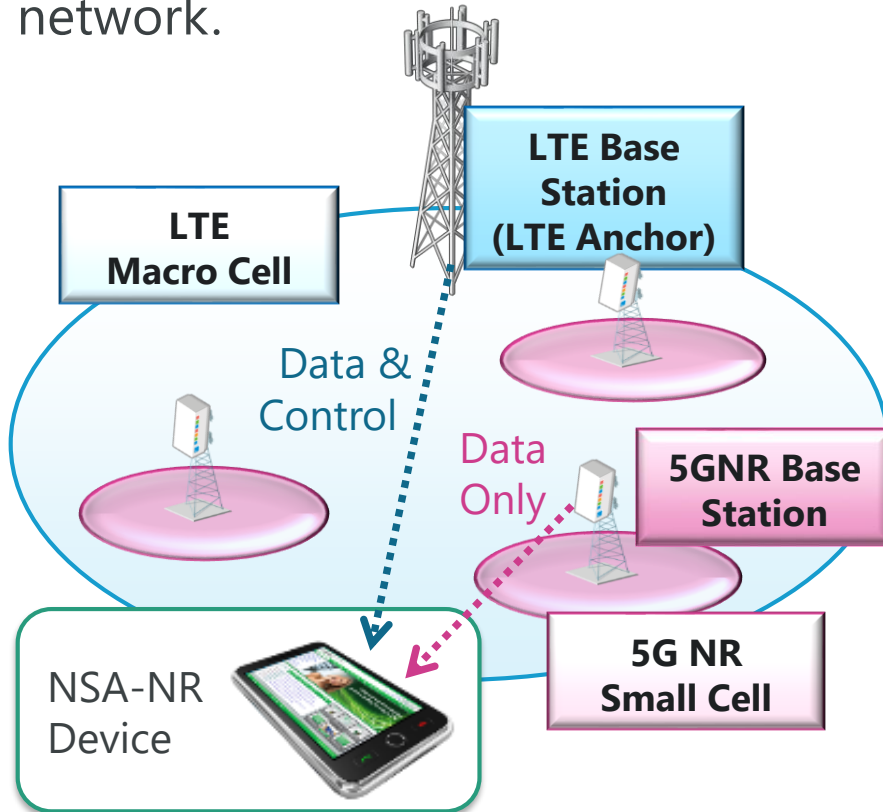 network.
LTE Base
Station
(LTE Anchor)
LTE
Macro Cell
Data &
Control
Data
Only
5GNR Base
Station
5G NR
Small Cell
NSA-NR
Device